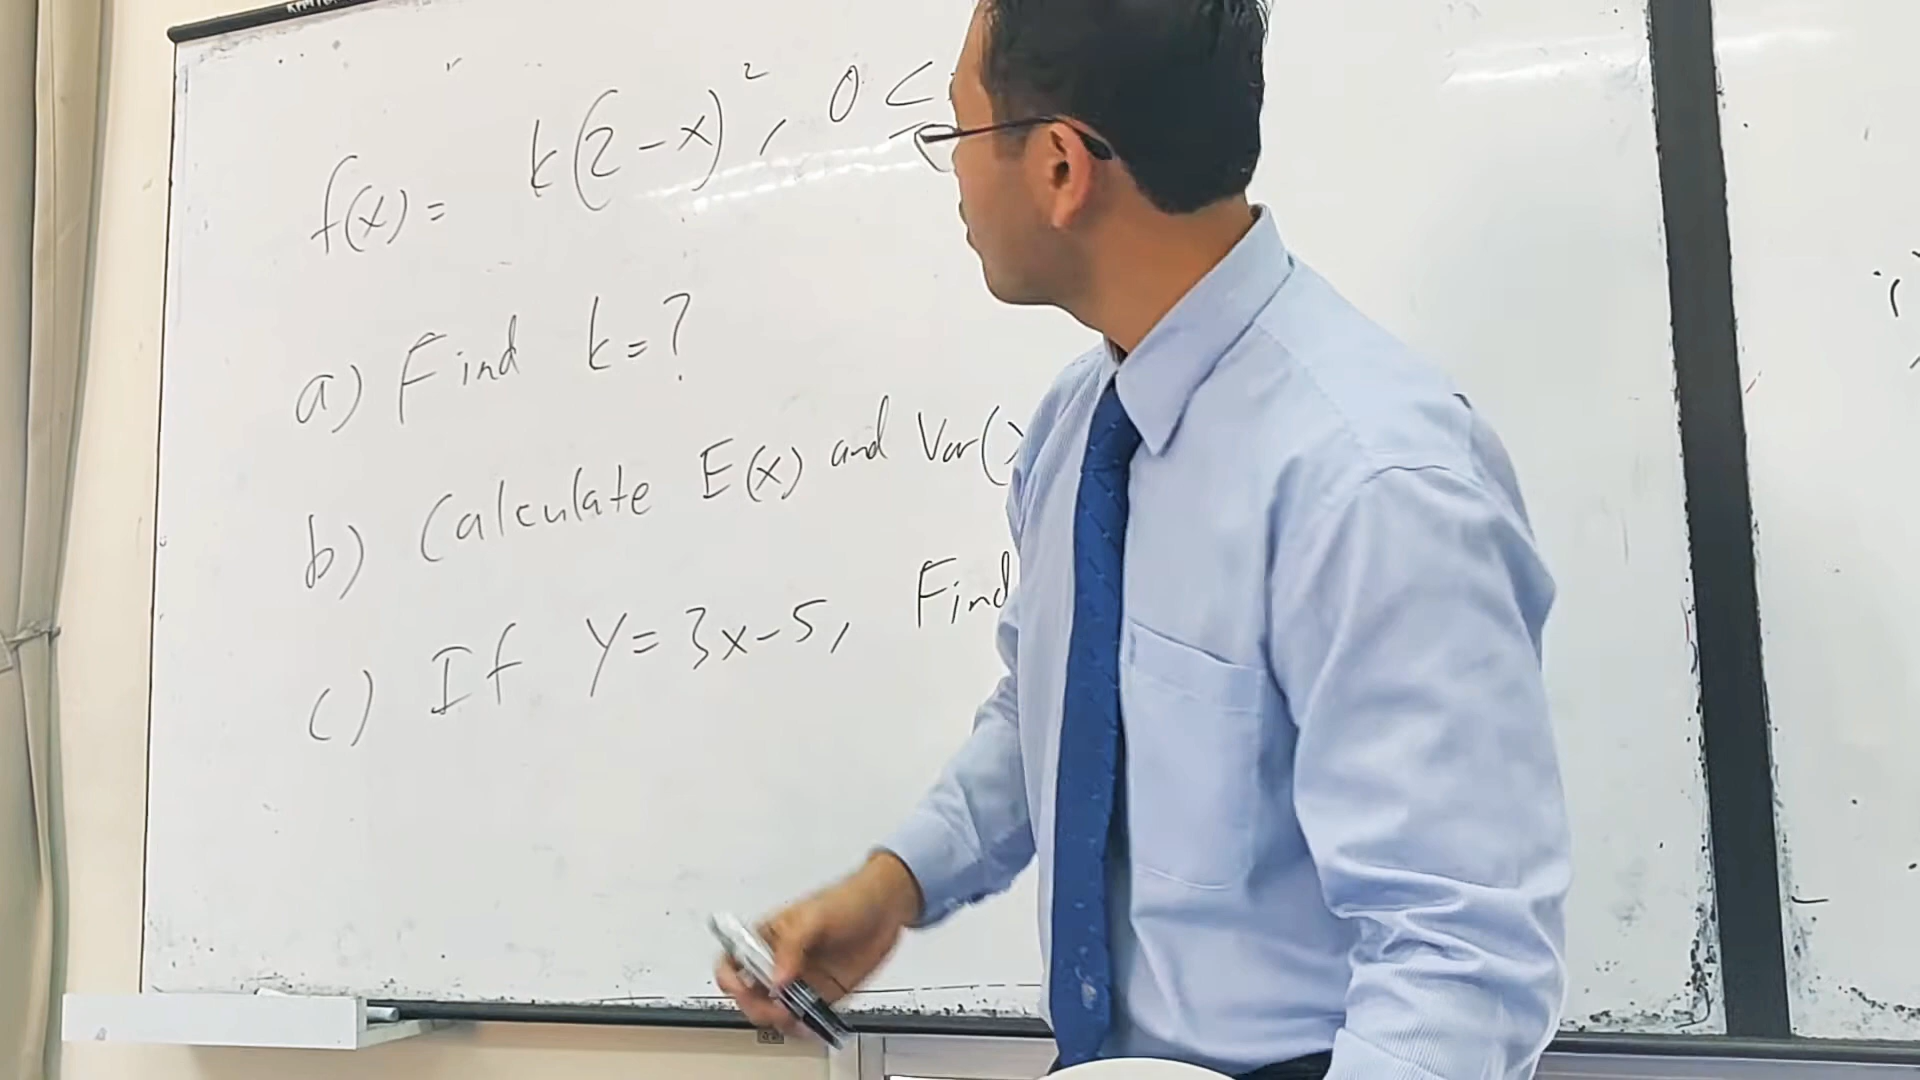 f(x) = k(2-x)², 0 ≤
a) Find k=?
b) Calculate E(x) and Var(
c) If Y=3x-5, Find